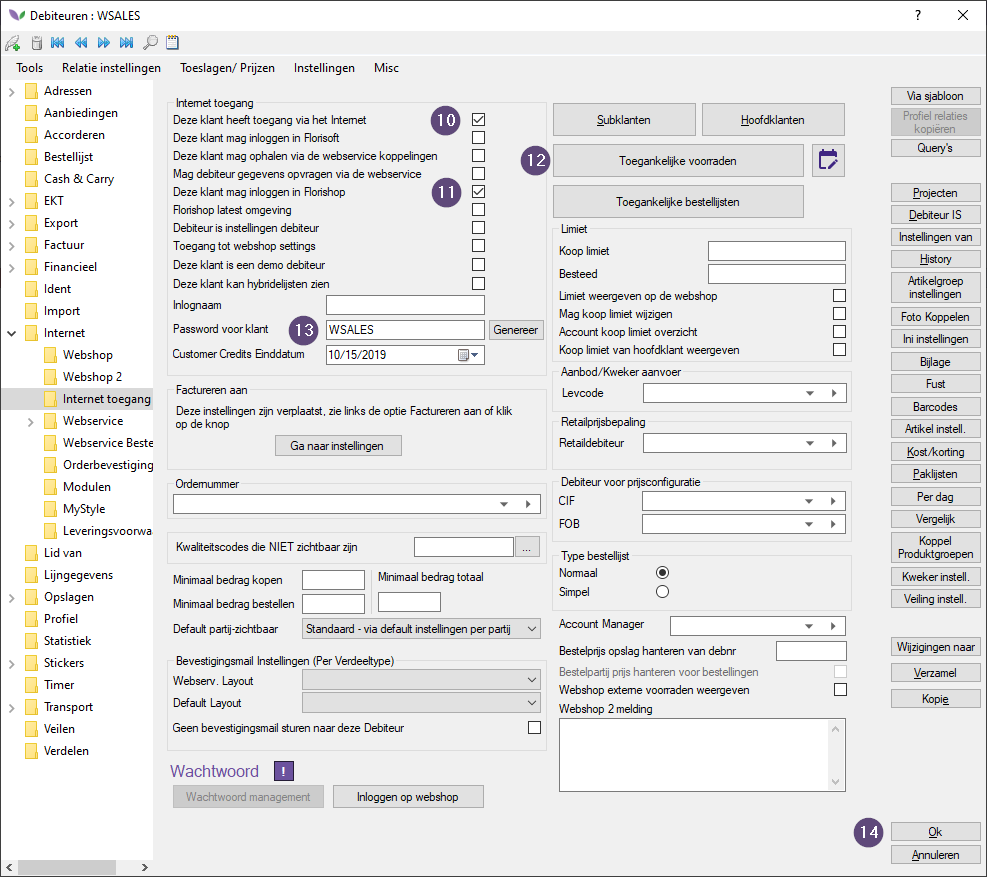 Debiteuren : WSALES
?
Tools Relatie instellingen Toeslagen/ Prijzen Instellingen Misc
Adressen
Aanbiedingen
Accorderen
Bestellijst
Cash & Carry
EKT
Export
Factuur
Financieel
Ident
Import
Internet
Webshop
Webshop 2
Internet toegang
Webservice
Webservice Beste
Orderbevestiging
Modulen
MyStyle
Leveringsvoorwa
Lid van
Lijngegevens
Opslagen
Profiel
Statistiek
Stickers
Timer
Transport
Veilen
Verdelen
Internet toegang
Deze klant heeft toegang via het Internet 10
Deze klant mag inloggen in Florisoft
Deze klant mag ophalen via de webservice koppelingen
Mag debiteur gegevens opvragen via de webservice
Deze klant mag inloggen in Florishop 11
Florishop latest omgeving
Debiteur is instellingen debiteur
Toegang tot webshop settings
Deze klant is een demo debiteur
Deze klant kan hybridelijsten zien
Inlognaam
Password voor klant 13 WSALES Genereer
Customer Credits Einddatum 10/15/2019
Factureren aan
Deze instellingen zijn verplaatst, zie links de optie Factureren aan of klik
op de knop
Ga naar instellingen
Ordernummer
Kwaliteitscodes die NIET zichtbaar zijn ...
Minimaal bedrag kopen
Minimaal bedrag totaal
Minimaal bedrag bestellen
Default partij-zichtbaar Standaard - via default instellingen per partij
Bevestigingsmail Instellingen (Per Verdeeltype)
Webserv. Layout
Default Layout
Geen bevestigingsmail sturen naar deze Debiteur
Wachtwoord !
Wachtwoord management Inloggen op webshop
Subklanten Hoofdklanten
12 Toegankelijke voorraden
Toegankelijke bestellijsten
Limiet
Koop limiet
Besteed
Limiet weergeven op de webshop
Mag koop limiet wijzigen
Account koop limiet overzicht
Koop limiet van hoofdklant weergeven
Aanbod/Kweker aanvoer
Levcode
Retailprijsbepaling
Retaildebiteur
Debiteur voor prijsconfiguratie
CIF
FOB
Type bestellijst
Normaal
Simpel
Account Manager
Bestelprijs opslag hanteren van debnr
Bestelpartij prijs hanteren voor bestellingen
Webshop externe voorraden weergeven
Webshop 2 melding
Via sjabloon
Profiel relaties
kopiëren
Query's
Projecten
Debiteur IS
Instellingen van
History
Artikelgroep
instellingen
Foto Koppelen
Ini instellingen
Bijlage
Fust
Barcodes
Artikel instell.
Kost/korting
Paklijsten
Per dag
Vergelijk
Koppel
Produktgroepen
Kweker instell.
Veiling instell.
Wijzigingen naar
Verzamel
Kopie
14 Ok
Annuleren